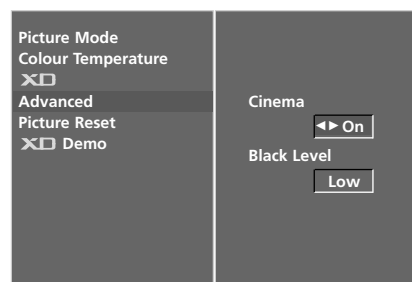 Picture Mode
Colour Temperature
XD
Advanced
Picture Reset
XD Demo
Cinema
◄► On
Black Level
Low